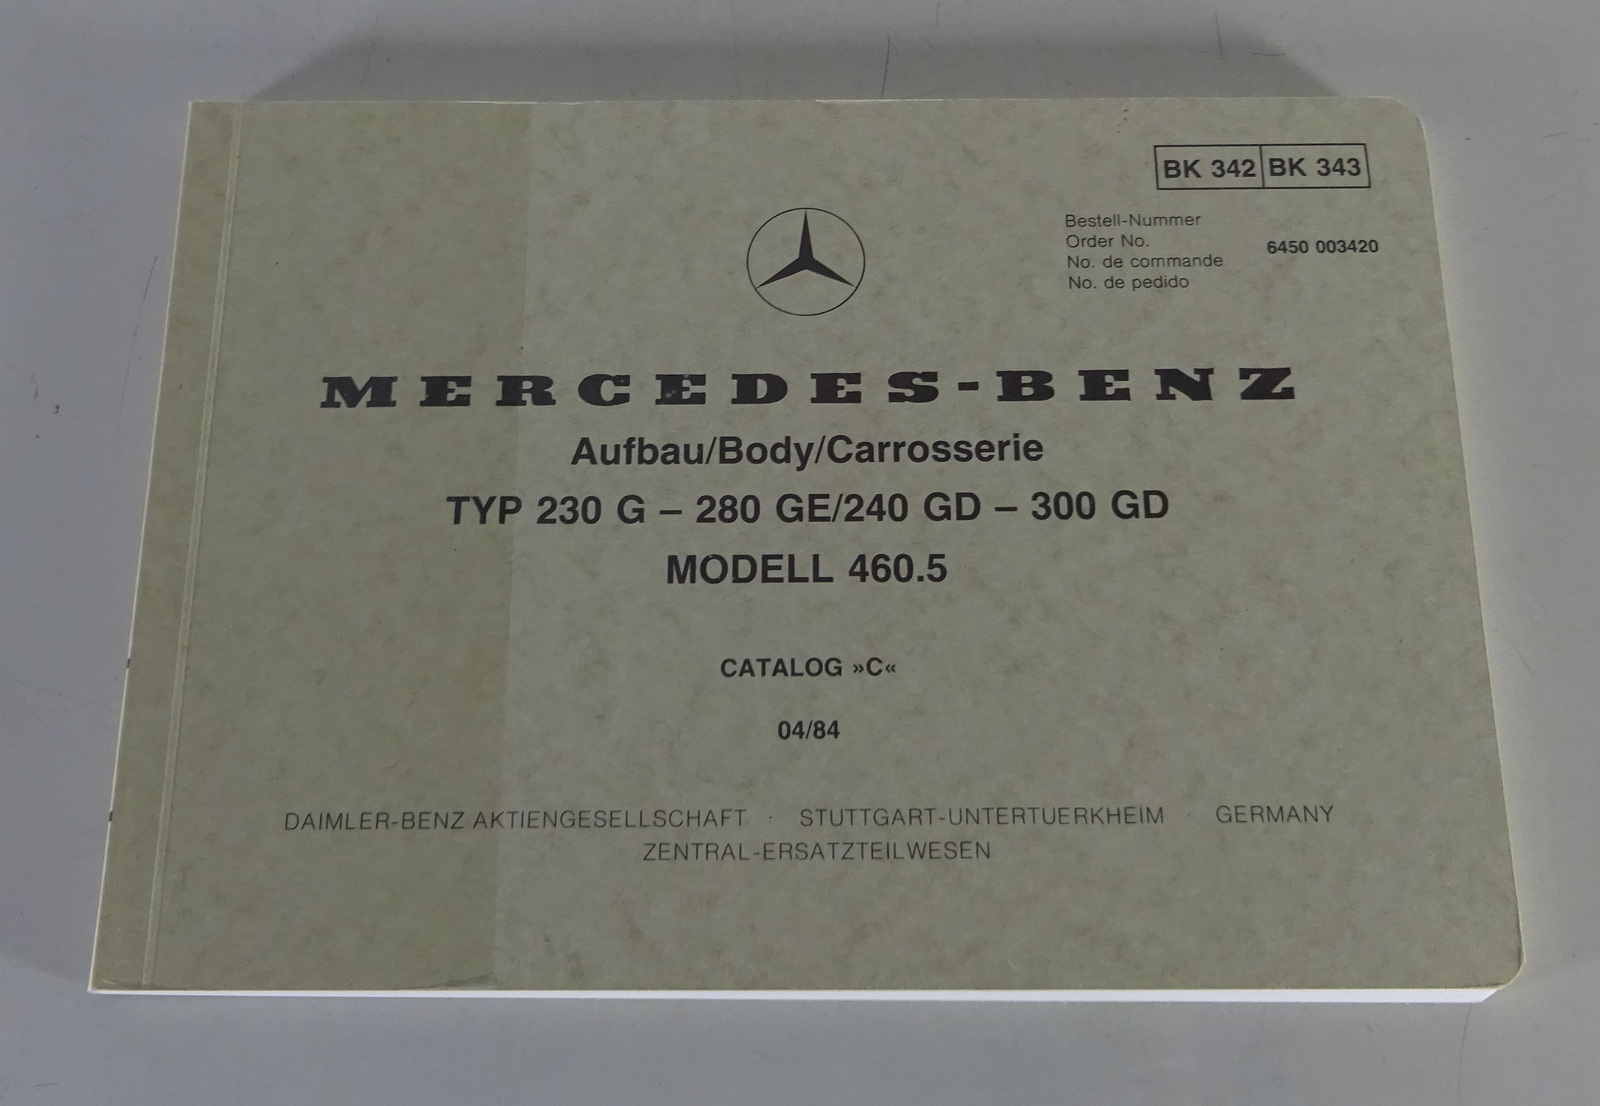 BK 342 BK 343
Bestell-Nummer
Order No.
No. de commande
No. de pedido
6450 003420
MERCEDES-BENZ
Aufbau/Body/Carrosserie
TYP 230 G – 280 GE/240 GD – 300 GD
MODELL 460.5
CATALOG »C«
04/84
DAIMLER-BENZ AKTIENGESELLSCHAFT · STUTTGART-UNTERTUERKHEIM · GERMANY
ZENTRAL-ERSATZTEILWESEN